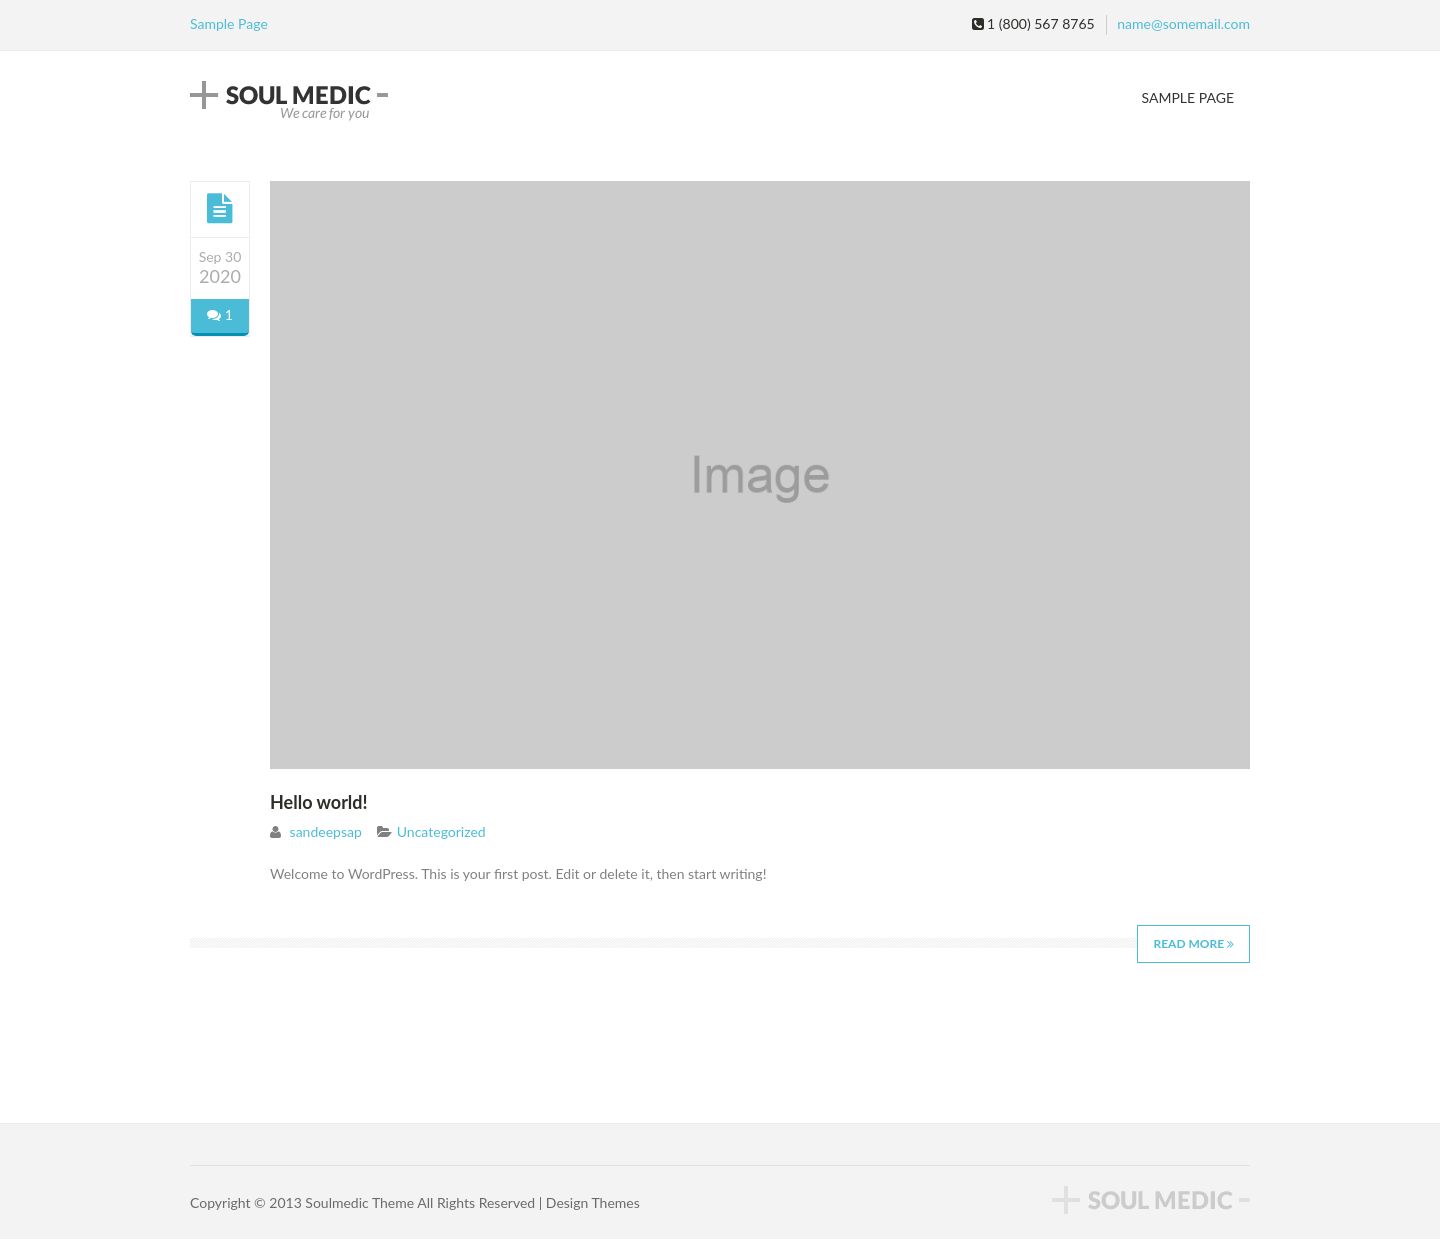 Sample Page
1 (800) 567 8765
name@somemail.com
SOUL MEDIC
We care for you
SAMPLE PAGE
Sep 30
2020
1
Image
Hello world!
sandeepsap Uncategorized
Welcome to WordPress. This is your first post. Edit or delete it, then start writing!
READ MORE »
Copyright © 2013 Soulmedic Theme All Rights Reserved | Design Themes
SOUL MEDIC